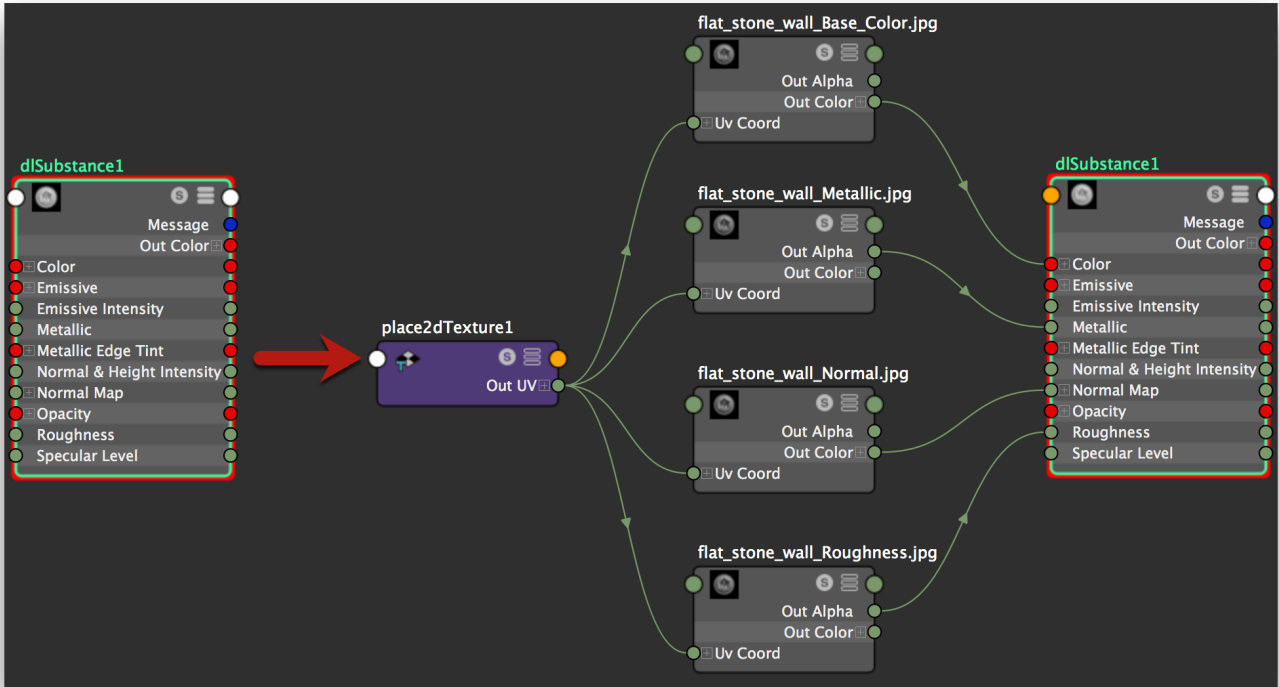 dlSubstance1
S
Message
Out Color
Color
Emissive
Emissive Intensity
Metallic
Metallic Edge Tint
Normal & Height Intensity
Normal Map
Opacity
Roughness
Specular Level
place2dTexture1
S
Out UV
flat_stone_wall_Base_Color.jpg
S
Out Alpha
Out Color
Uv Coord
flat_stone_wall_Metallic.jpg
S
Out Alpha
Out Color
Uv Coord
flat_stone_wall_Normal.jpg
S
Out Alpha
Out Color
Uv Coord
flat_stone_wall_Roughness.jpg
S
Out Alpha
Out Color
Uv Coord
dlSubstance1
S
Message
Out Color
Color
Emissive
Emissive Intensity
Metallic
Metallic Edge Tint
Normal & Height Intensity
Normal Map
Opacity
Roughness
Specular Level